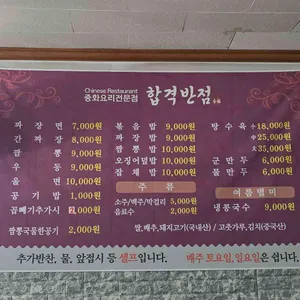 Chinese Restaurant
중화요리전문점 합격반점
짜장면 7,000원
간짜장 8,000원
짬뽕 9,000원
우동 9,000원
울면 10,000원
공기밥 1,000원
곱빼기추가시 1,000원
짬뽕국물한공기 2,000원
볶음밥 9,000원
짜장밥 9,000원
짬뽕밥 10,000원
오징어덮밥 10,000원
잡채밥 10,000원
주류
소주/맥주/막걸리 5,000원
음료수 2,000원
탕수육 小18,000원
中25,000원
大35,000원
군만두 6,000원
물만두 6,000원
여름별미
냉콩국수 9,000원
쌀,배추,돼지고기(국내산) / 고춧가루,김치(중국산)
추가반찬, 물, 앞접시 등 셀프입니다.
매주 토요일,일요일은 쉽니다.